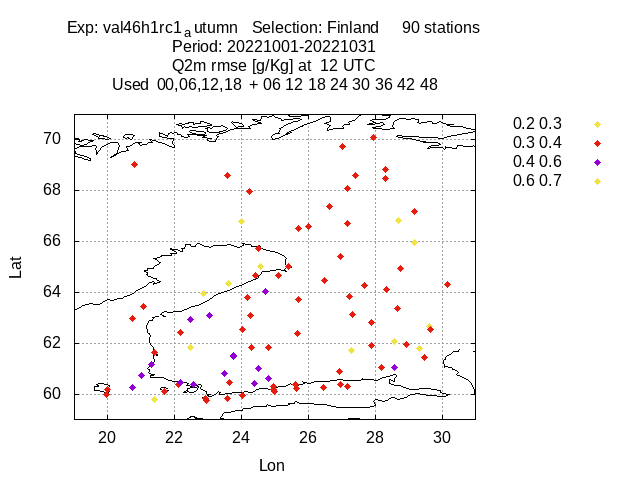 Exp: val46h1rc1autumn Selection: Finland 90 stations
Period: 20221001-20221031
Q2m rmse [g/Kg] at 12 UTC
Used 00,06,12,18 + 06 12 18 24 30 36 42 48
0.2 0.3
0.3 0.4
0.4 0.6
0.6 0.7
70
68
66
64
62
60
Lat
20 22 24 26 28 30
Lon